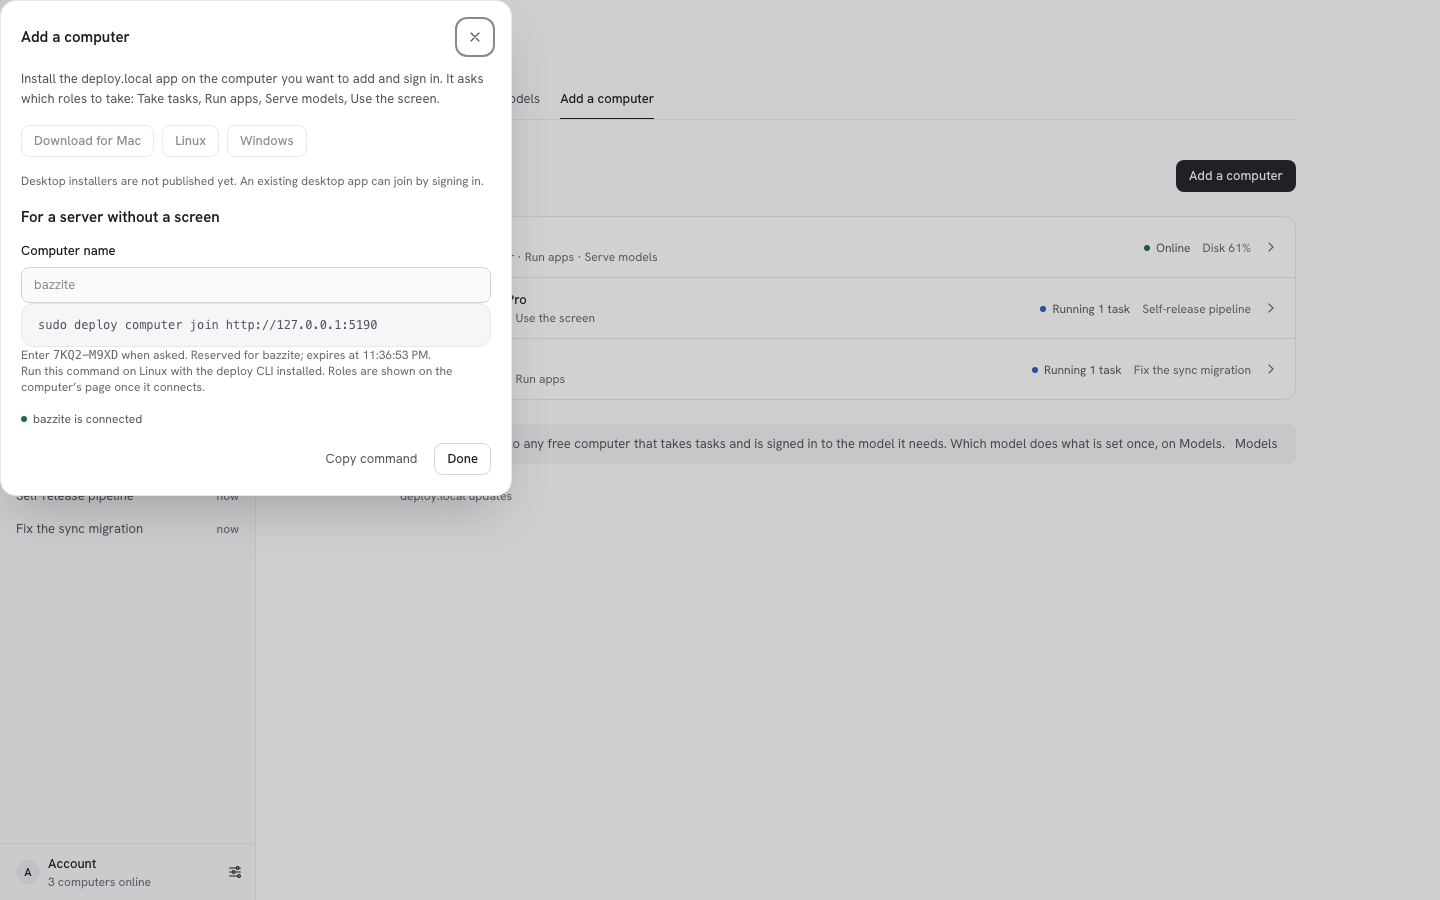 Add a computer
Install the deploy.local app on the computer you want to add and sign in. It asks
which roles to take: Take tasks, Run apps, Serve models, Use the screen.
Download for Mac
Linux
Windows
Desktop installers are not published yet. An existing desktop app can join by signing in.
For a server without a screen
Computer name
bazzite
sudo deploy computer join http://127.0.0.1:5190
Enter 7KQ2–M9XD when asked. Reserved for bazzite; expires at 11:36:53 PM.
Run this command on Linux with the deploy CLI installed. Roles are shown on the
computer’s page once it connects.
bazzite is connected
Copy command
Done
Add a computer
Add a computer
· Run apps · Serve models
Online
Disk 61%
Pro
Use the screen
Running 1 task
Self-release pipeline
Run apps
Running 1 task
Fix the sync migration
any free computer that takes tasks and is signed in to the model it needs. Which model does what is set once, on Models.
Models
deploy.local updates
Self-release pipeline
now
Fix the sync migration
now
A
Account
3 computers online